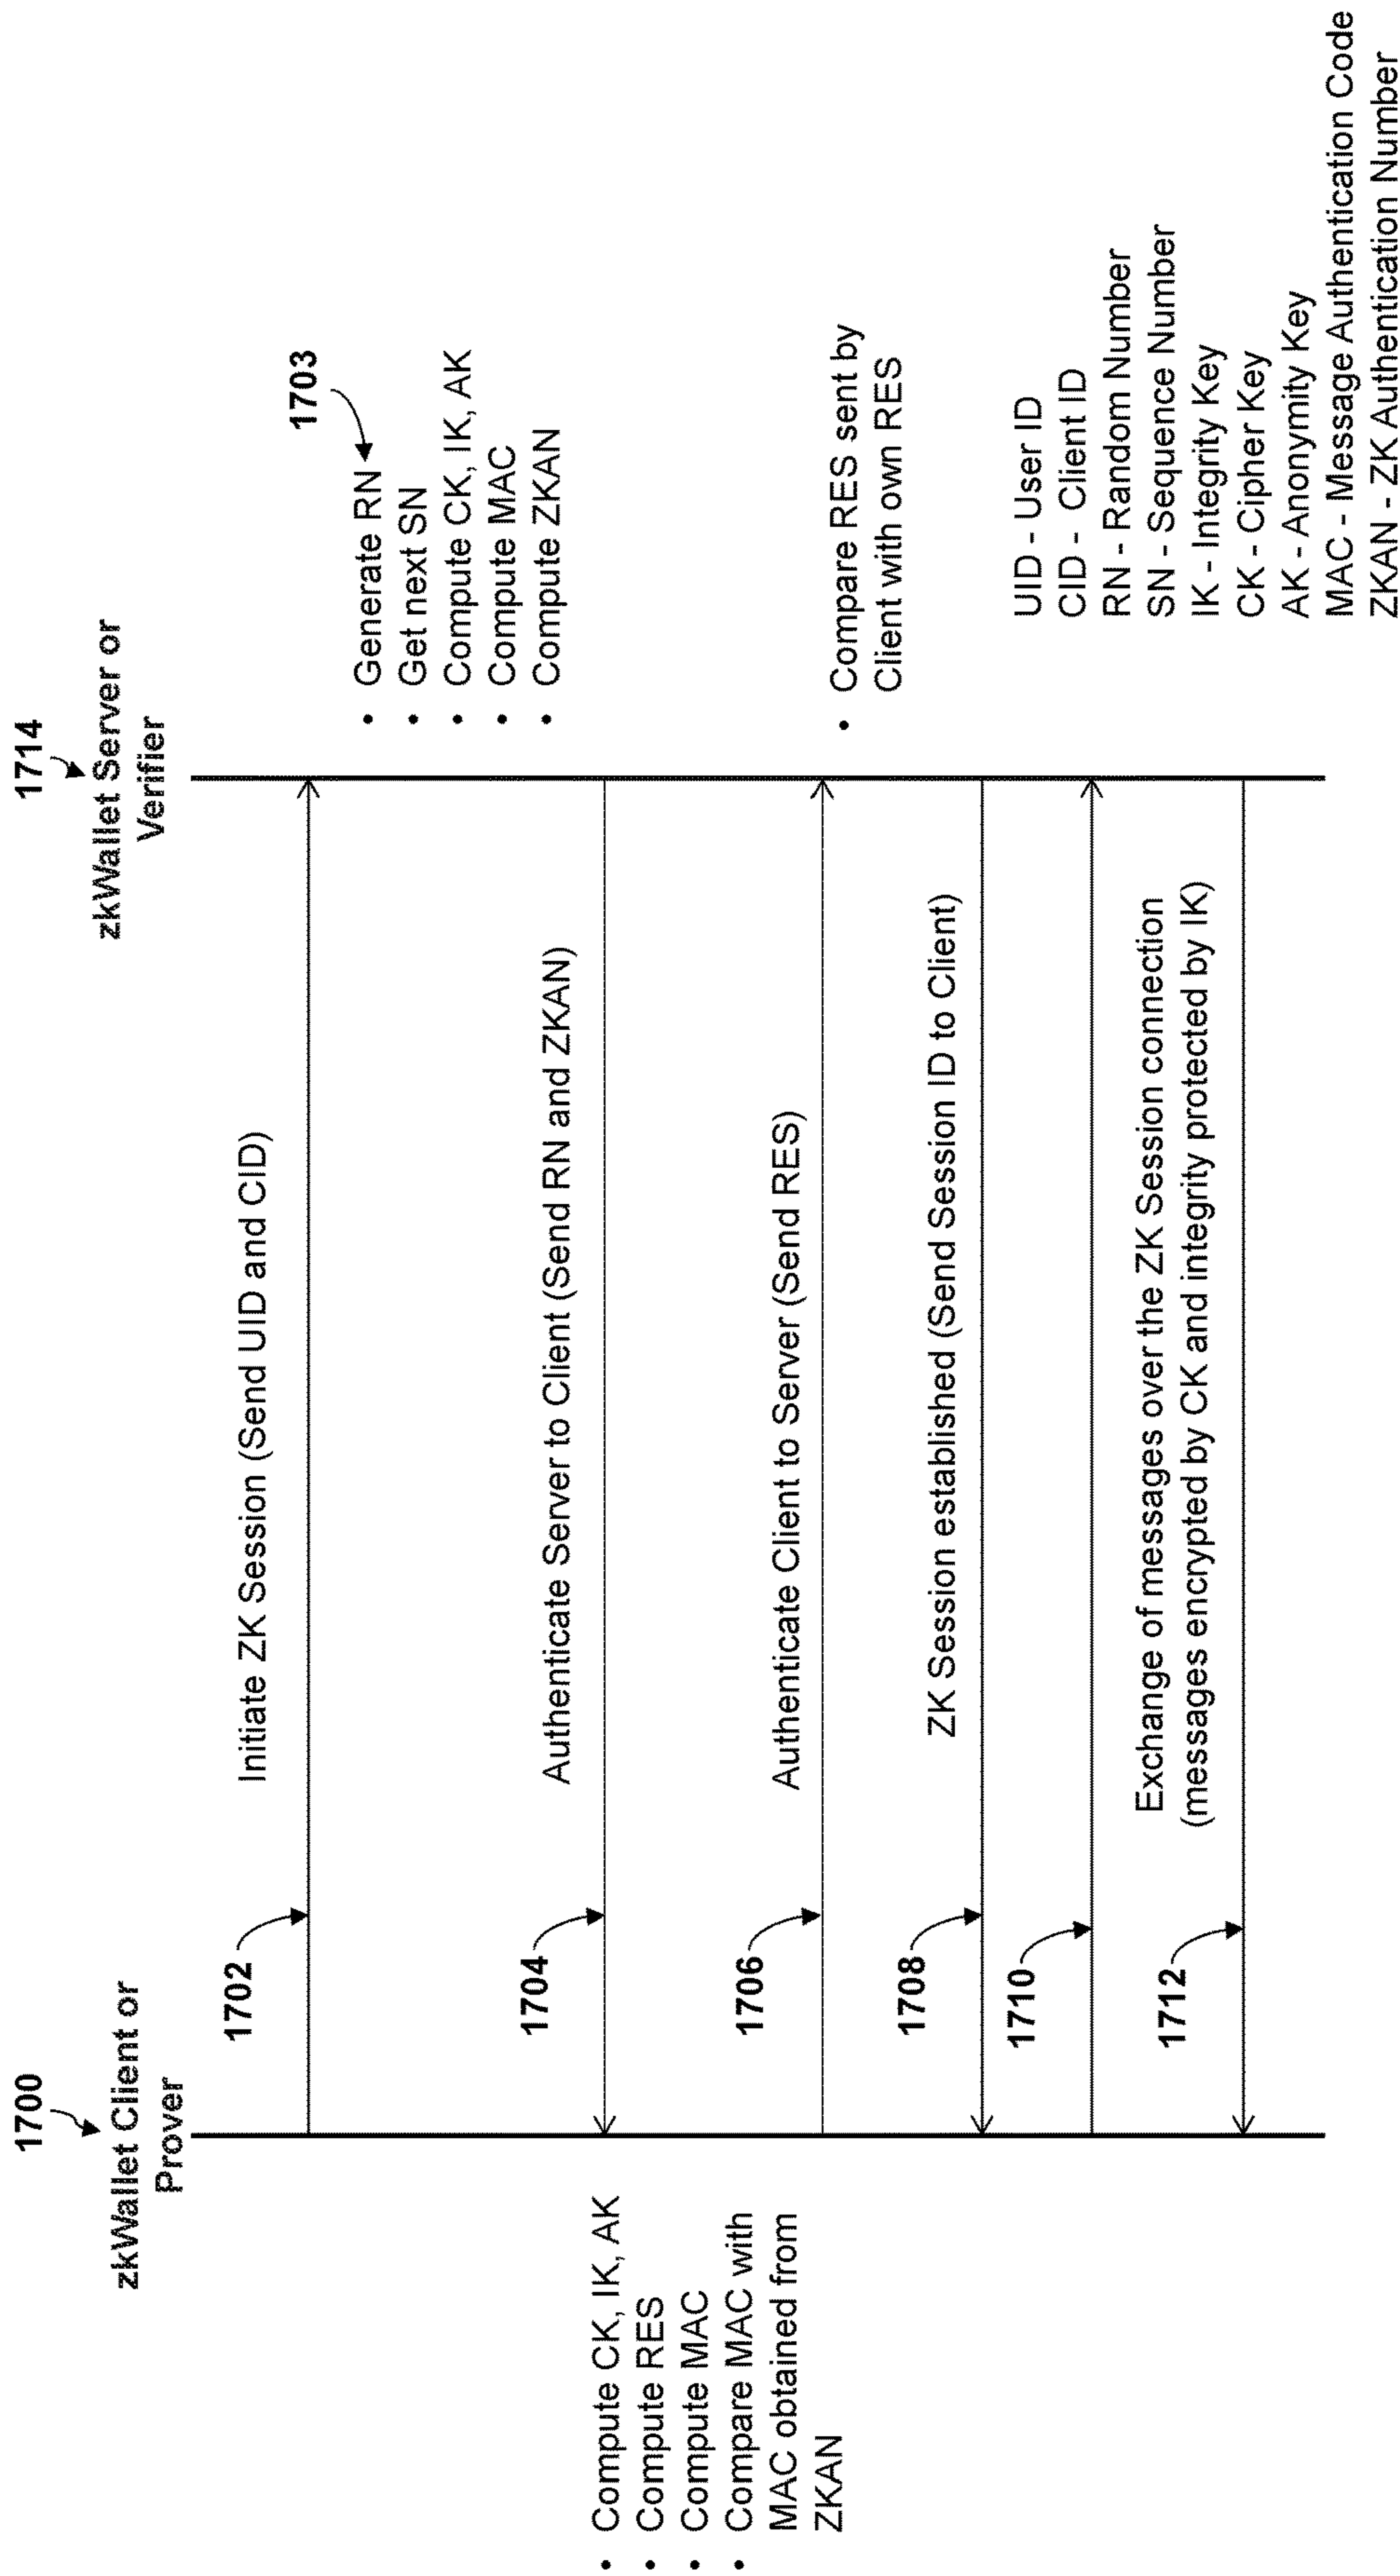 1700
zkWallet Client or
Prover
1714
zkWallet Server or
Verifier
1702
Initiate ZK Session (Send UID and CID)
1703
• Generate RN
• Get next SN
• Compute CK, IK, AK
• Compute MAC
• Compute ZKAN
1704
Authenticate Server to Client (Send RN and ZKAN)
• Compute CK, IK, AK
• Compute RES
• Compute MAC
• Compare MAC with
MAC obtained from
ZKAN
1706
Authenticate Client to Server (Send RES)
• Compare RES sent by
Client with own RES
1708
ZK Session established (Send Session ID to Client)
1710
1712
Exchange of messages over the ZK Session connection
(messages encrypted by CK and integrity protected by IK)
UID - User ID
CID - Client ID
RN - Random Number
SN - Sequence Number
IK - Integrity Key
CK - Cipher Key
AK - Anonymity Key
MAC - Message Authentication Code
ZKAN - ZK Authentication Number